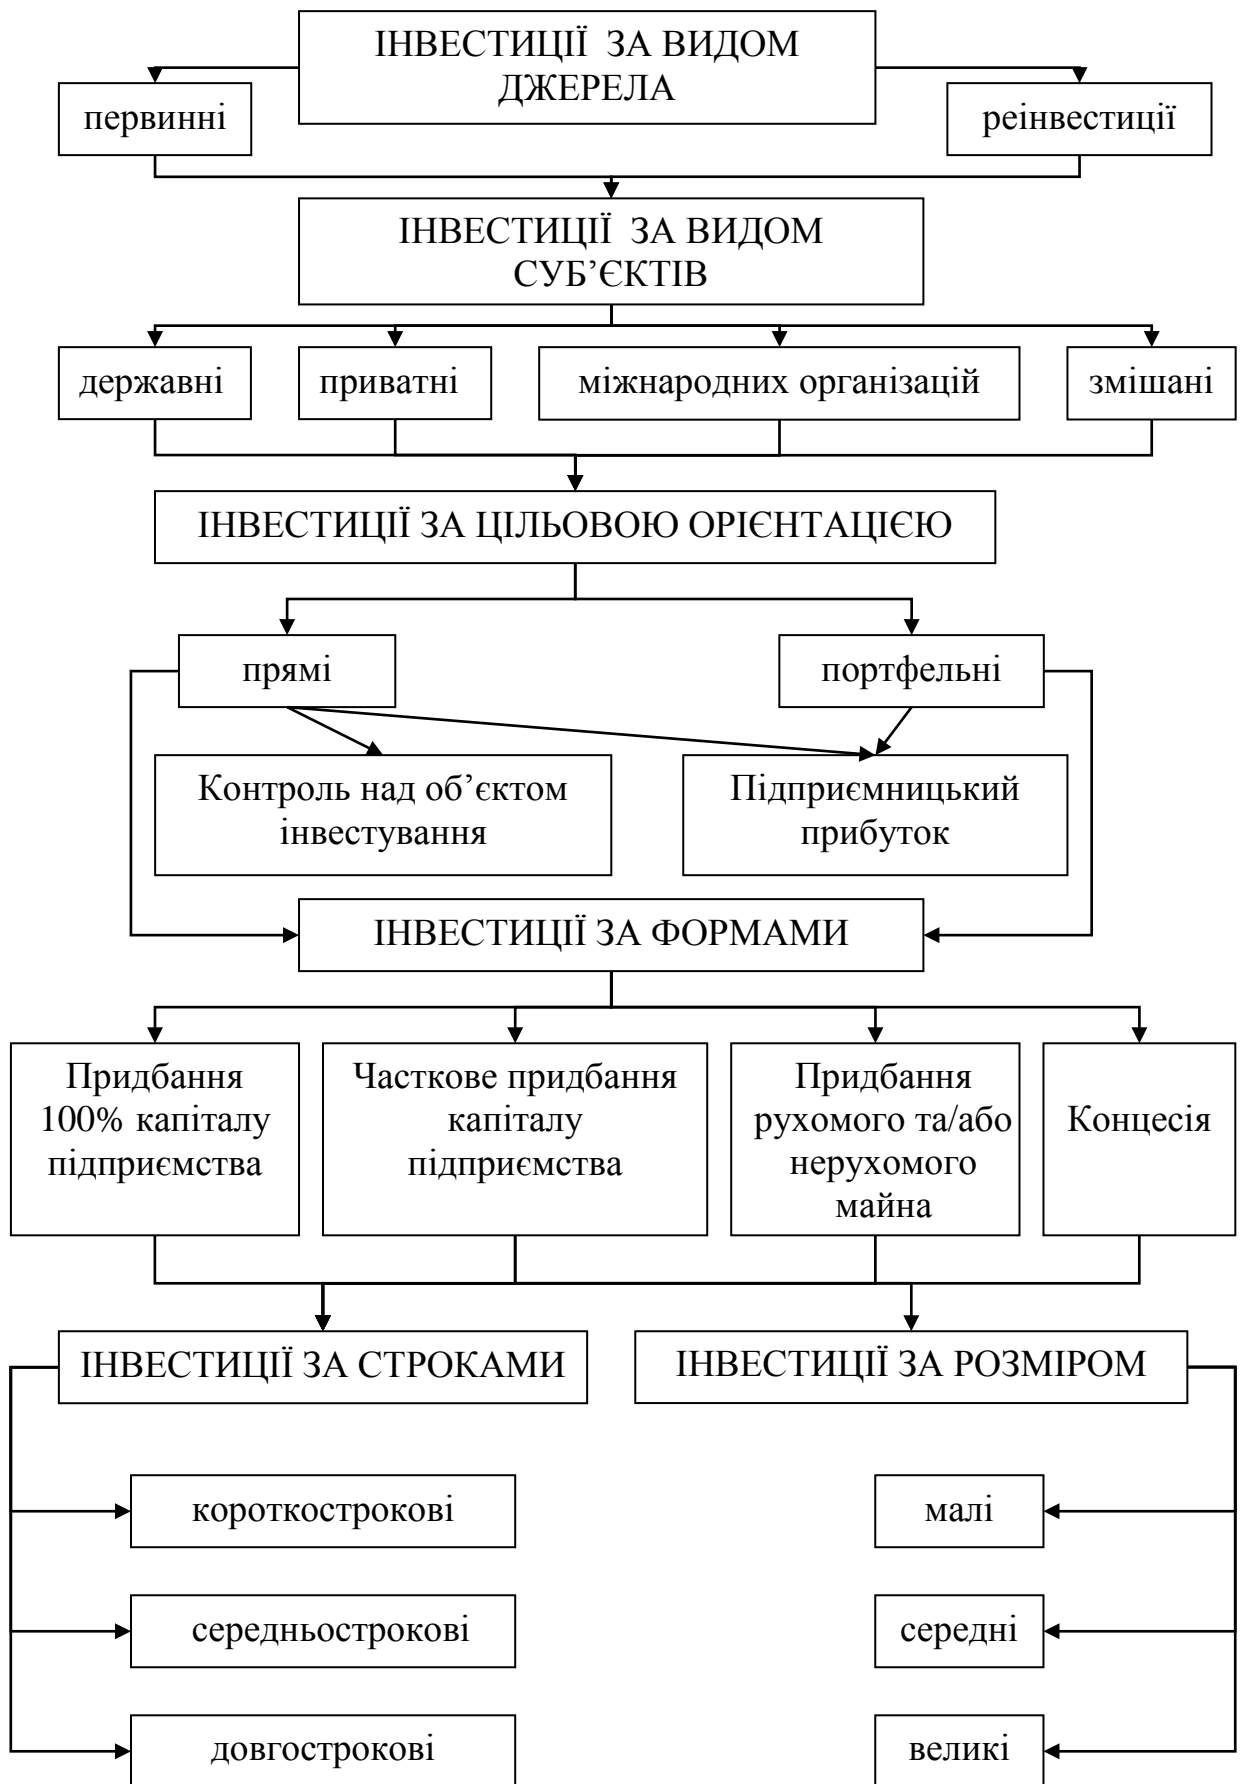 ІНВЕСТИЦІЇ ЗА ВИДОМ
ДЖЕРЕЛА
первинні
реінвестиції
ІНВЕСТИЦІЇ ЗА ВИДОМ
СУБ’ЄКТІВ
державні
приватні
міжнародних організацій
змішані
ІНВЕСТИЦІЇ ЗА ЦІЛЬОВОЮ ОРІЄНТАЦІЄЮ
прямі
портфельні
Контроль над об’єктом
інвестування
Підприємницький
прибуток
ІНВЕСТИЦІЇ ЗА ФОРМАМИ
Придбання
100% капіталу
підприємства
Часткове придбання
капіталу
підприємства
Придбання
рухомого та/або
нерухомого
майна
Концесія
ІНВЕСТИЦІЇ ЗА СТРОКАМИ
ІНВЕСТИЦІЇ ЗА РОЗМІРОМ
короткострокові
малі
середньострокові
середні
довгострокові
великі